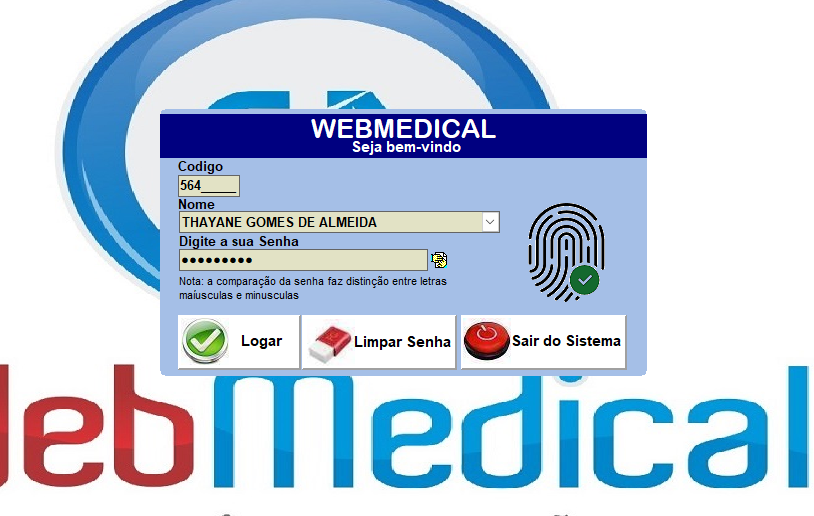 WEBMEDICAL
Seja bem-vindo
Codigo
564_____
Nome
THAYANE GOMES DE ALMEIDA
Digite a sua Senha
●●●●●●●●●
Nota: a comparação da senha faz distinção entre letras
maíusculas e minusculas
Logar
Limpar Senha
Sair do Sistema
WebMedical